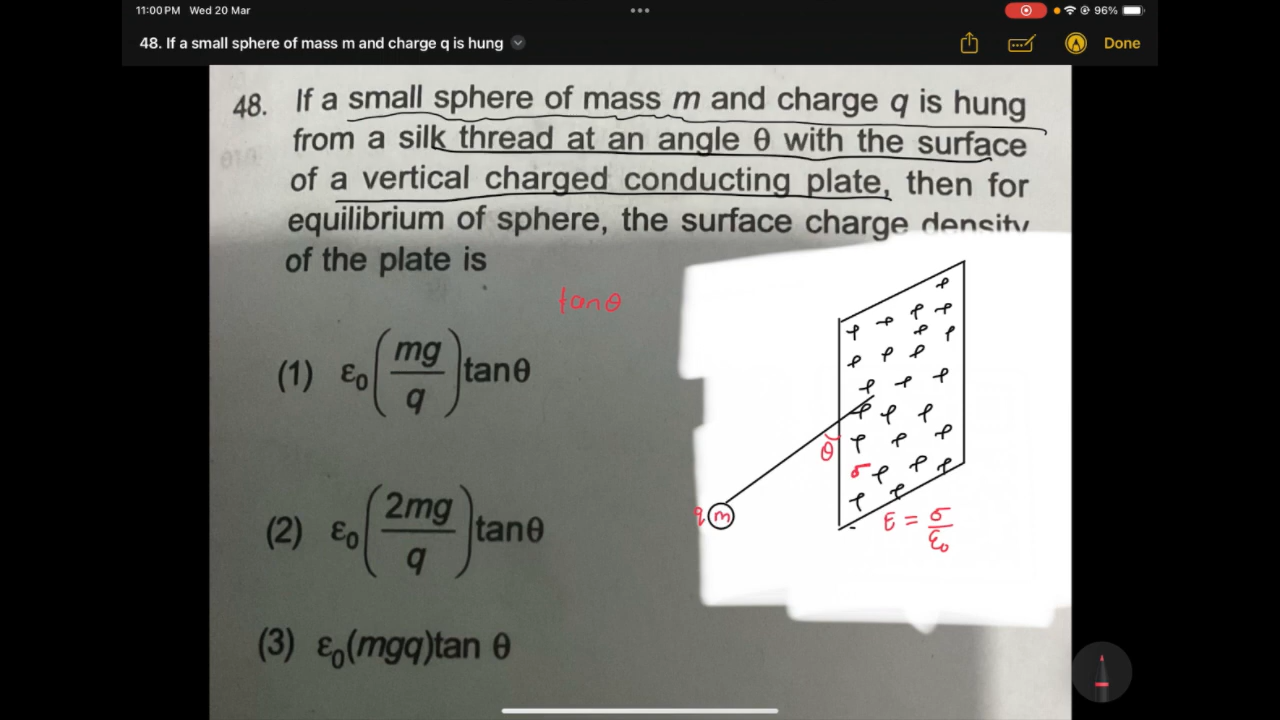 11:00 PM Wed 20 Mar
96%
48. If a small sphere of mass m and charge q is hung
Done
48. If a small sphere of mass m and charge q is hung
from a silk thread at an angle θ with the surface
of a vertical charged conducting plate, then for
equilibrium of sphere, the surface charge density
of the plate is
tanθ
(1) ε₀(mg/q)tanθ
(2) ε₀(2mg/q)tanθ
(3) ε₀(mgq)tan θ
θ
σ
q m
E = σ/ε₀